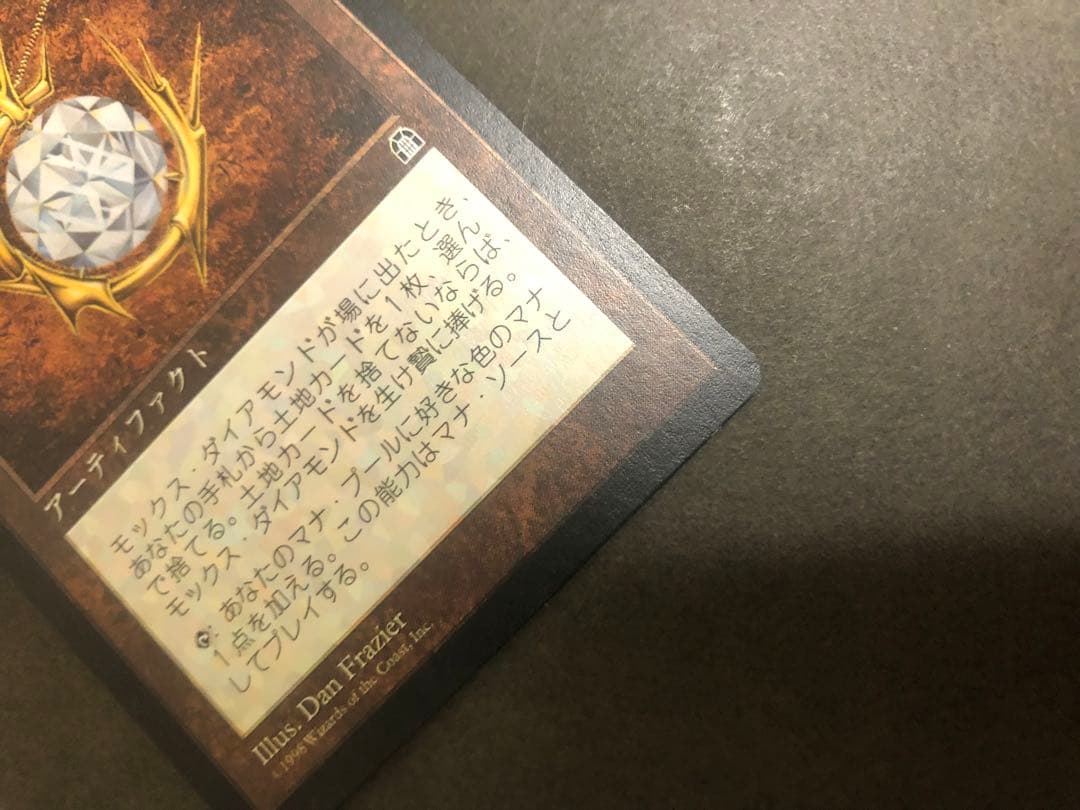 アーティファクト
モックス・ダイアモンドが場に出たとき、
あなたの手札から土地カードを1枚、選ん
で捨てる。土地カードを捨てないならば、
モックス・ダイアモンドを生け贄に捧げる。
: あなたのマナ・プールに好きな色のマナ
1点を加える。この能力はマナ・ソースと
してプレイする。
Illus. Dan Frazier
©1998 Wizards of the Coast, Inc.